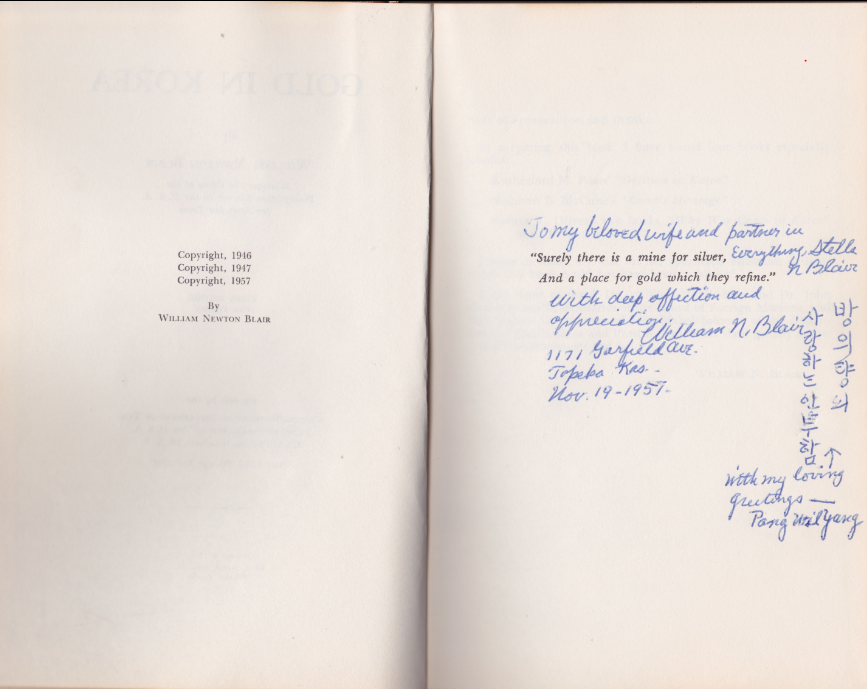 Copyright, 1946
Copyright, 1947
Copyright, 1957
By
WILLIAM NEWTON BLAIR
To my beloved wife and partner in
Everything, Stella
N Blair
"Surely there is a mine for silver,
And a place for gold which they refine."
With deep affection and
appreciation.
William N. Blair
1171 Garfield Ave.
Topeka Kas-
Nov. 19-1957-
방위량의
사랑하는 안부함
↑
with my loving
greetings —
Pang Wil Yang